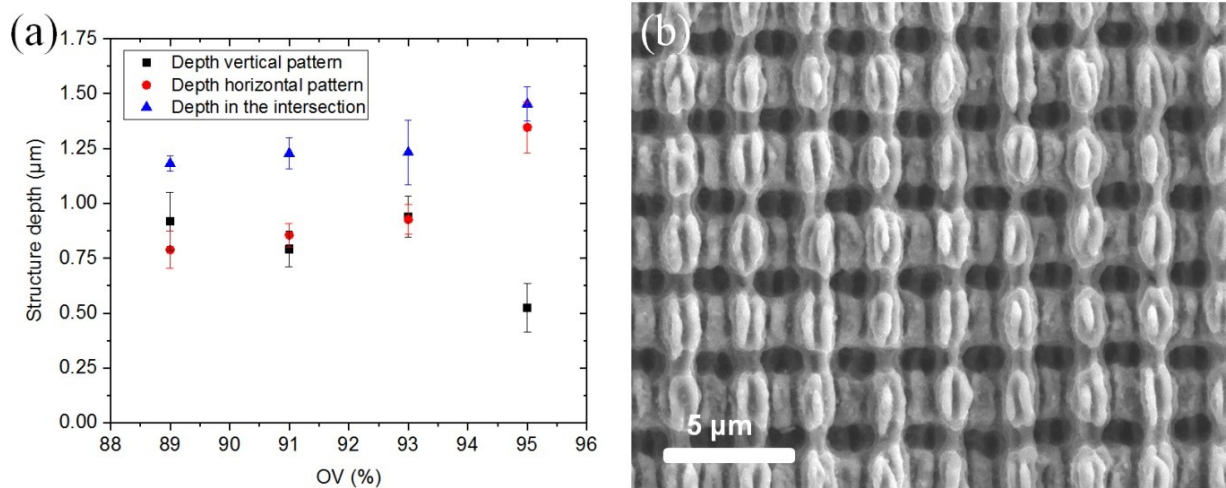 (a)
1.75
1.50
1.25
1.00
0.75
0.50
0.25
0.00
Structure depth (µm)
Depth vertical pattern
Depth horizontal pattern
Depth in the intersection
88 89 90 91 92 93 94 95 96
OV (%)
(b)
5 µm